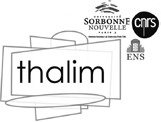 UNIVERSITÉ
SORBONNE
NOUVELLE
PARIS 3
cnrs
ENS
thalim